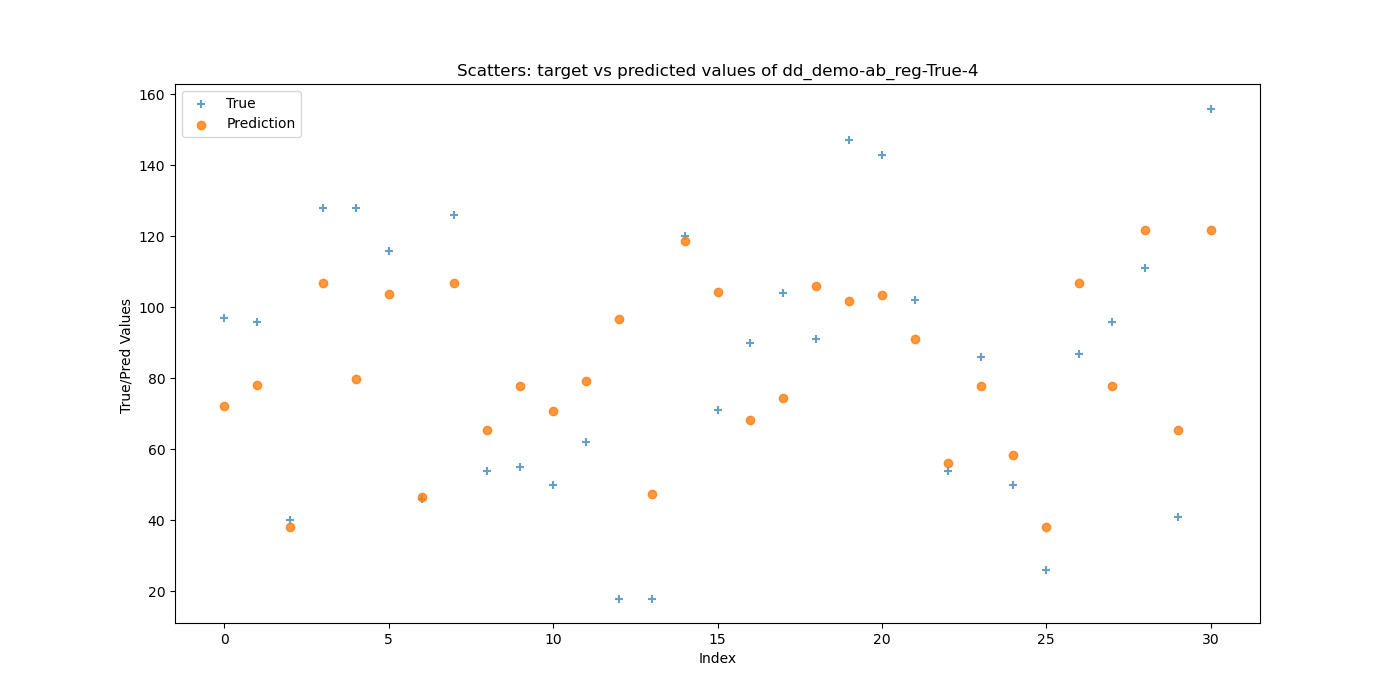 Scatters: target vs predicted values of dd_demo-ab_reg-True-4
True
Prediction
True/Pred Values
160
140
120
100
80
60
40
20
0 5 10 15 20 25 30
Index